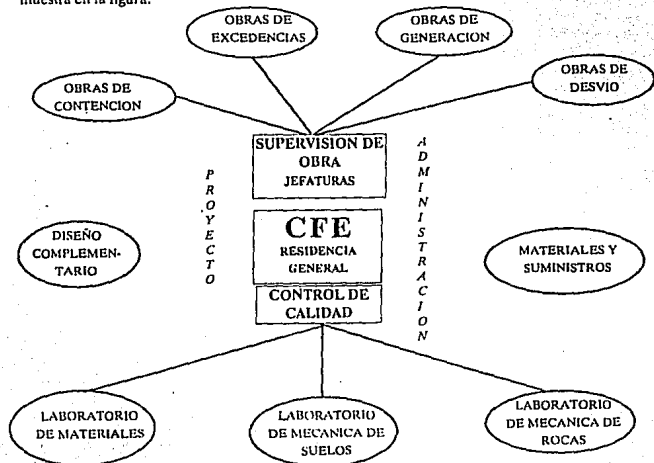 muestra en la figura.
OBRAS DE
EXCEDENCIAS
OBRAS DE
GENERACION
OBRAS DE
CONTENCION
OBRAS DE
DESVIO
SUPERVISION DE
OBRA
JEFATURAS
PROYECTO
ADMINISTRACION
CFE
RESIDENCIA
GENERAL
DISEÑO
COMPLEMEN-
TARIO
MATERIALES Y
SUMINISTROS
CONTROL DE
CALIDAD
LABORATORIO
DE MATERIALES
LABORATORIO
DE MECANICA DE
SUELOS
LABORATORIO
DE MECANICA DE
ROCAS